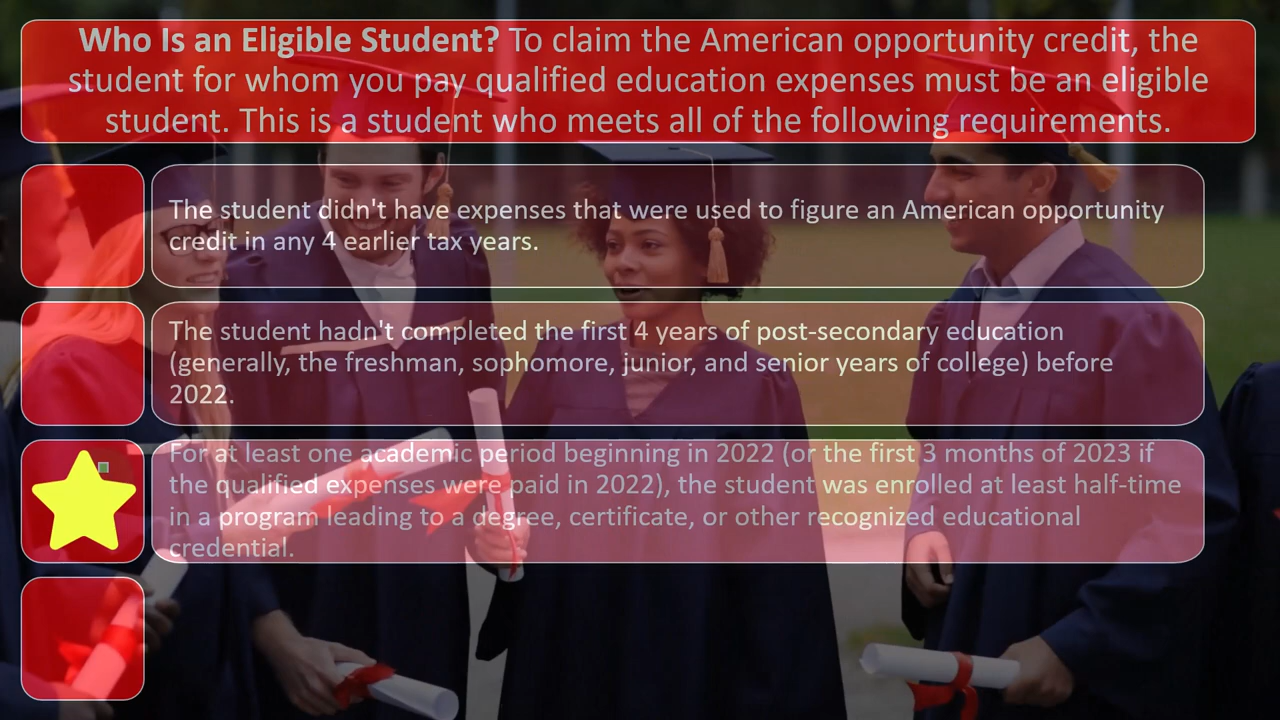 Who Is an Eligible Student? To claim the American opportunity credit, the
student for whom you pay qualified education expenses must be an eligible
student. This is a student who meets all of the following requirements.
The student didn't have expenses that were used to figure an American opportunity
credit in any 4 earlier tax years.
The student hadn't completed the first 4 years of post-secondary education
(generally, the freshman, sophomore, junior, and senior years of college) before
2022.
For at least one academic period beginning in 2022 (or the first 3 months of 2023 if
the qualified expenses were paid in 2022), the student was enrolled at least half-time
in a program leading to a degree, certificate, or other recognized educational
credential.